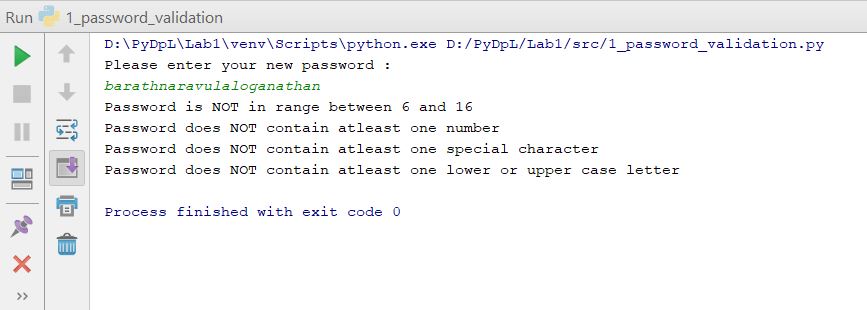 Run 1_password_validation
D:\PyDpL\Lab1\venv\Scripts\python.exe D:/PyDpL/Lab1/src/1_password_validation.py
Please enter your new password :
barathnaravulaloganathan
Password is NOT in range between 6 and 16
Password does NOT contain atleast one number
Password does NOT contain atleast one special character
Password does NOT contain atleast one lower or upper case letter
Process finished with exit code 0